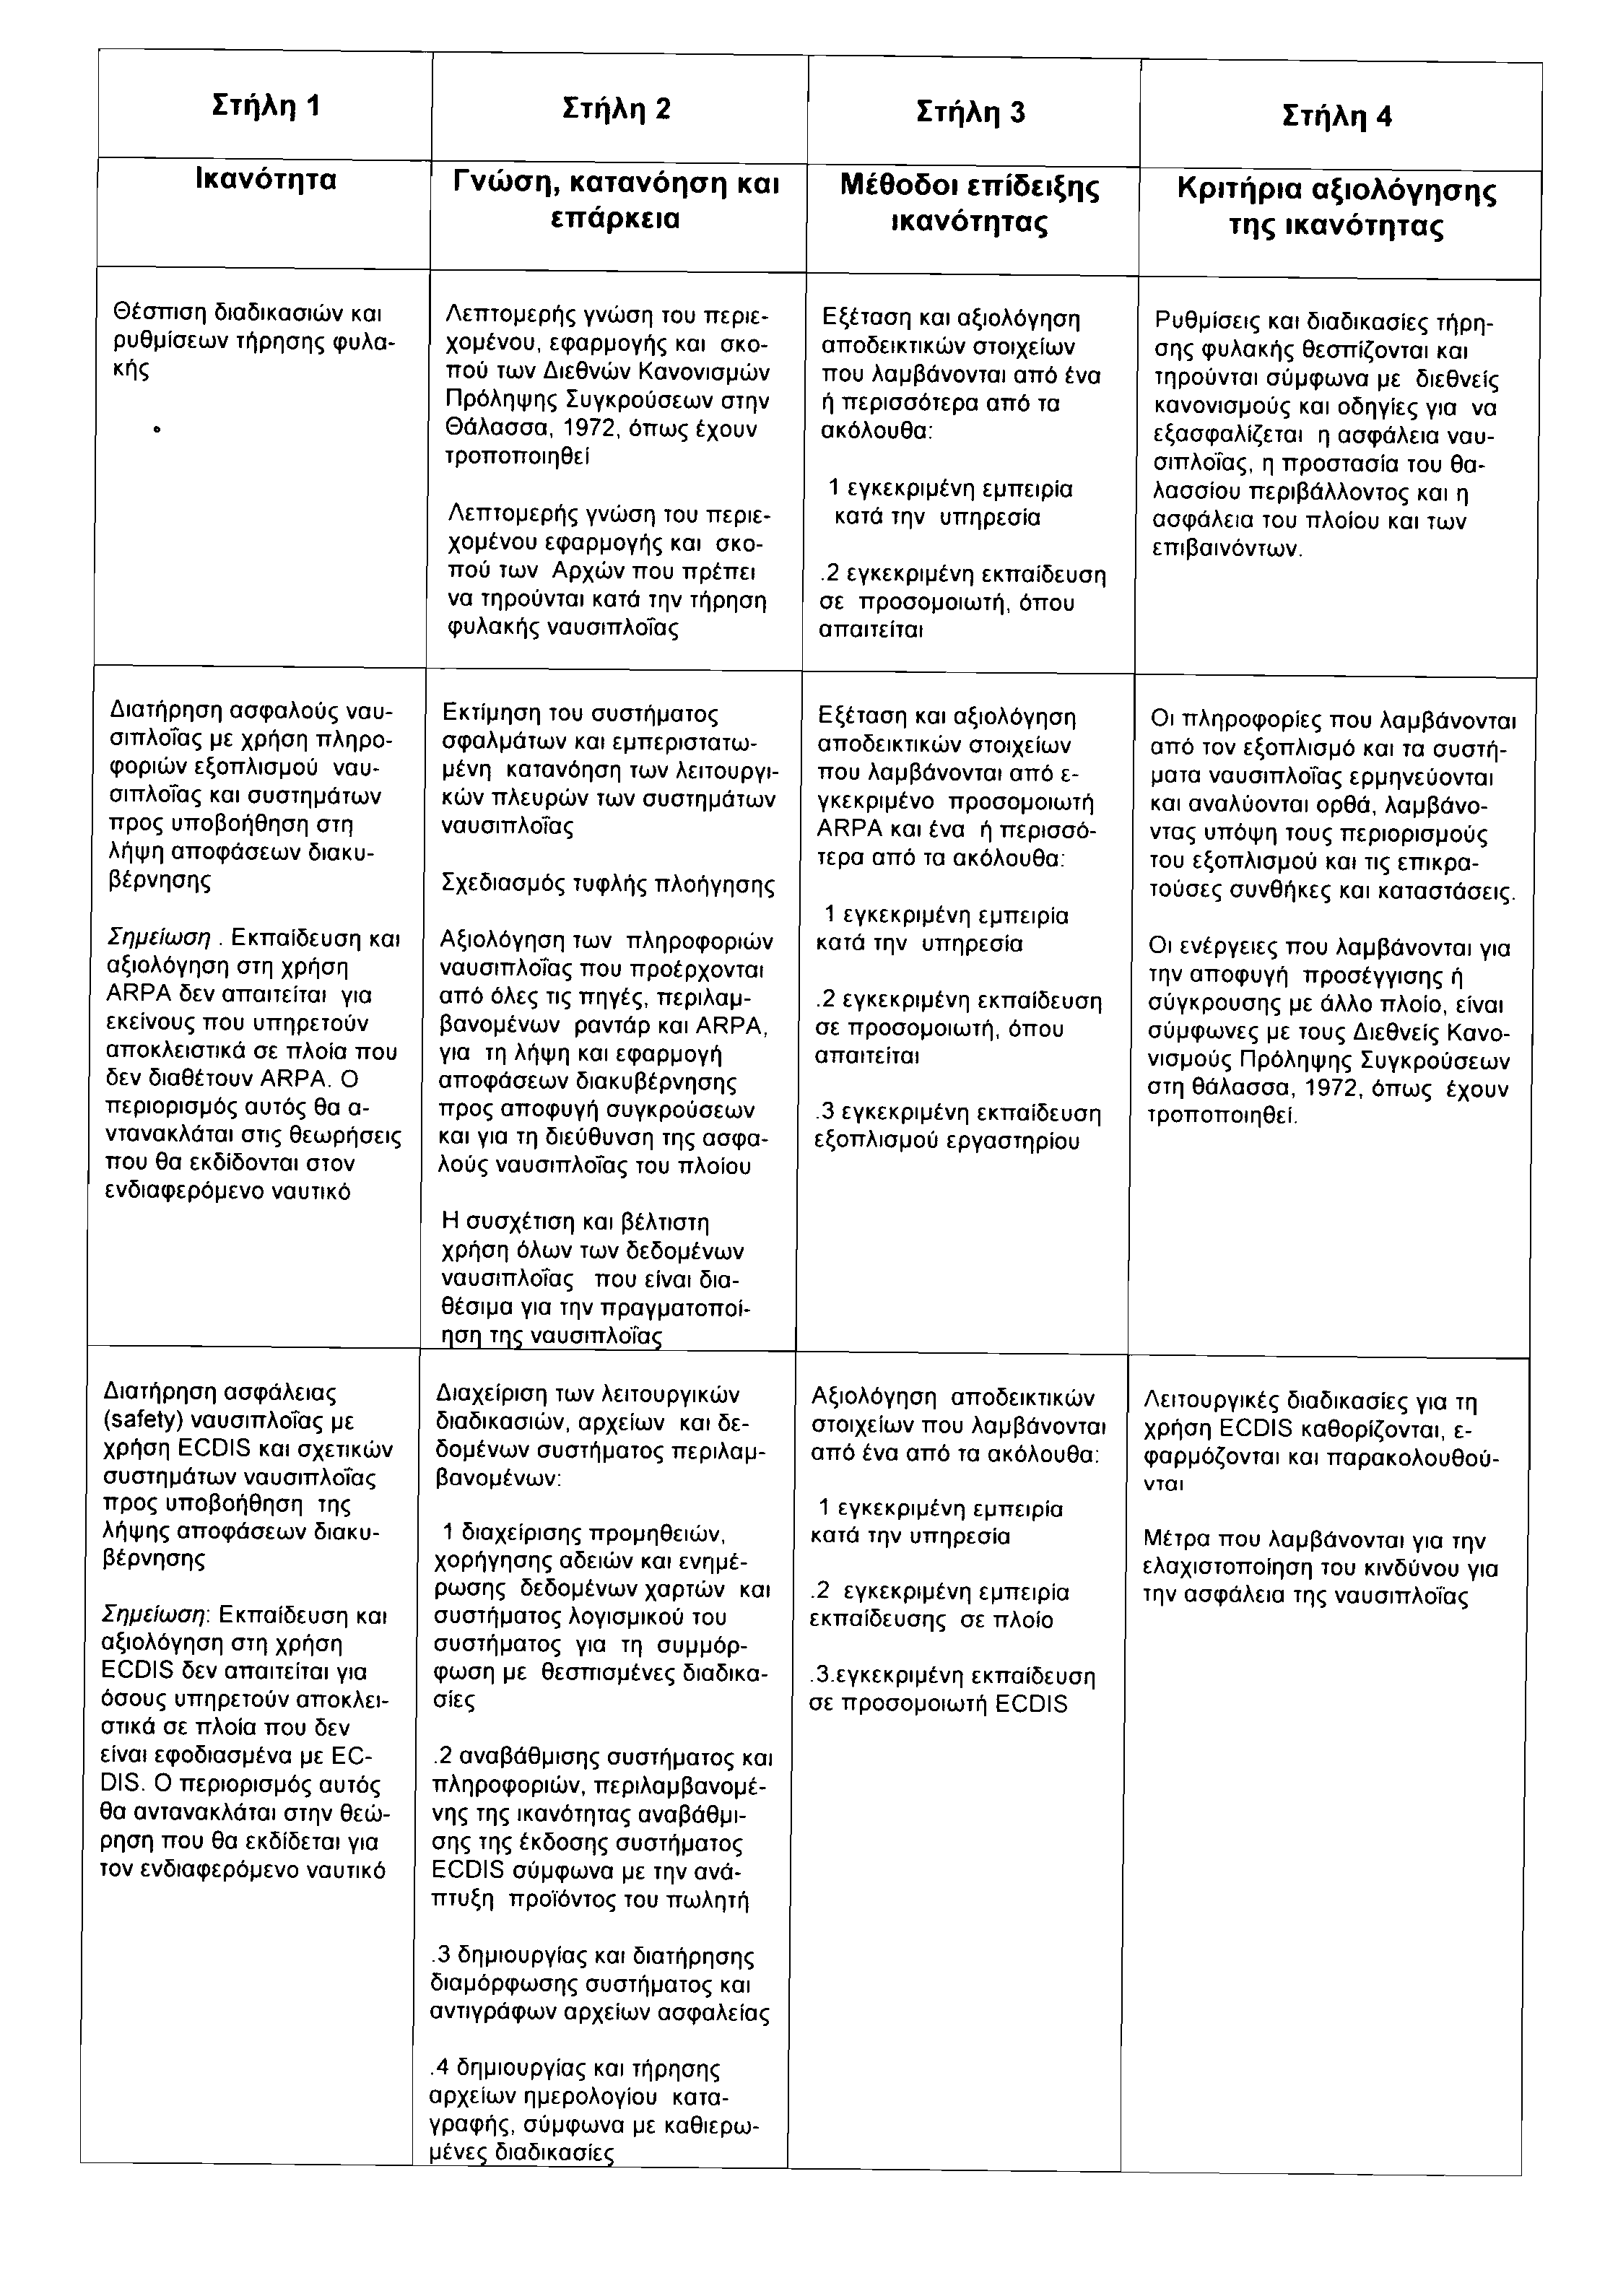 Στήλη 1
Στήλη 2
Στήλη 3
Στήλη 4
Ικανότητα
Γνώση, κατανόηση και
επάρκεια
Μέθοδοι επίδειξης
ικανότητας
Κριτήρια αξιολόγησης
της ικανότητας
Θέσπιση διαδικασιών και
ρυθμίσεων τήρησης φυλα-
κής
Λεπτομερής γνώση του περιε-
χομένου, εφαρμογής και σκο-
πού των Διεθνών Κανονισμών
Πρόληψης Συγκρούσεων στην
Θάλασσα, 1972, όπως έχουν
τροποποιηθεί
Λεπτομερής γνώση του περιε-
χομένου εφαρμογής και σκο-
πού των Αρχών που πρέπει
να τηρούνται κατά την τήρηση
φυλακής ναυσιπλοΐας
Εξέταση και αξιολόγηση
αποδεικτικών στοιχείων
που λαμβάνονται από ένα
ή περισσότερα από τα
ακόλουθα:
1 εγκεκριμένη εμπειρία
κατά την υπηρεσία
.2 εγκεκριμένη εκπαίδευση
σε προσομοιωτή, όπου
απαιτείται
Ρυθμίσεις και διαδικασίες τήρη-
σης φυλακής θεσπίζονται και
τηρούνται σύμφωνα με διεθνείς
κανονισμούς και οδηγίες για να
εξασφαλίζεται η ασφάλεια ναυ-
σιπλοΐας, η προστασία του θα-
λασσίου περιβάλλοντος και η
ασφάλεια του πλοίου και των
επιβαινόντων.
Διατήρηση ασφαλούς ναυ-
σιπλοΐας με χρήση πληρο-
φοριών εξοπλισμού ναυ-
σιπλοΐας και συστημάτων
προς υποβοήθηση στη
λήψη αποφάσεων διακυ-
βέρνησης
Σημείωση . Εκπαίδευση και
αξιολόγηση στη χρήση
ARPA δεν απαιτείται για
εκείνους που υπηρετούν
αποκλειστικά σε πλοία που
δεν διαθέτουν ARPA. Ο
περιορισμός αυτός θα α-
ντανακλάται στις θεωρήσεις
που θα εκδίδονται στον
ενδιαφερόμενο ναυτικό
Εκτίμηση του συστήματος
σφαλμάτων και εμπεριστατω-
μένη κατανόηση των λειτουργι-
κών πλευρών των συστημάτων
ναυσιπλοΐας
Σχεδιασμός τυφλής πλοήγησης
Αξιολόγηση των πληροφοριών
ναυσιπλοΐας που προέρχονται
από όλες τις πηγές, περιλαμ-
βανομένων ραντάρ και ARPA,
για τη λήψη και εφαρμογή
αποφάσεων διακυβέρνησης
προς αποφυγή συγκρούσεων
και για τη διεύθυνση της ασφα-
λούς ναυσιπλοΐας του πλοίου
Η συσχέτιση και βέλτιστη
χρήση όλων των δεδομένων
ναυσιπλοΐας που είναι δια-
θέσιμα για την πραγματοποί-
ηση της ναυσιπλοΐας
Εξέταση και αξιολόγηση
αποδεικτικών στοιχείων
που λαμβάνονται από ε-
γκεκριμένο προσομοιωτή
ARPA και ένα ή περισσό-
τερα από τα ακόλουθα:
1 εγκεκριμένη εμπειρία
κατά την υπηρεσία
.2 εγκεκριμένη εκπαίδευση
σε προσομοιωτή, όπου
απαιτείται
.3 εγκεκριμένη εκπαίδευση
εξοπλισμού εργαστηρίου
Οι πληροφορίες που λαμβάνονται
από τον εξοπλισμό και τα συστή-
ματα ναυσιπλοΐας ερμηνεύονται
και αναλύονται ορθά, λαμβάνο-
ντας υπόψη τους περιορισμούς
του εξοπλισμού και τις επικρα-
τούσες συνθήκες και καταστάσεις.
Οι ενέργειες που λαμβάνονται για
την αποφυγή προσέγγισης ή
σύγκρουσης με άλλο πλοίο, είναι
σύμφωνες με τους Διεθνείς Κανο-
νισμούς Πρόληψης Συγκρούσεων
στη θάλασσα, 1972, όπως έχουν
τροποποιηθεί.
Διατήρηση ασφάλειας
(safety) ναυσιπλοΐας με
χρήση ECDIS και σχετικών
συστημάτων ναυσιπλοΐας
προς υποβοήθηση της
λήψης αποφάσεων διακυ-
βέρνησης
Σημείωση: Εκπαίδευση και
αξιολόγηση στη χρήση
ECDIS δεν απαιτείται για
όσους υπηρετούν αποκλει-
στικά σε πλοία που δεν
είναι εφοδιασμένα με EC-
DIS. Ο περιορισμός αυτός
θα αντανακλάται στην θεώ-
ρηση που θα εκδίδεται για
τον ενδιαφερόμενο ναυτικό
Διαχείριση των λειτουργικών
διαδικασιών, αρχείων και δε-
δομένων συστήματος περιλαμ-
βανομένων:
1 διαχείρισης προμηθειών,
χορήγησης αδειών και ενημέ-
ρωσης δεδομένων χαρτών και
συστήματος λογισμικού του
συστήματος για τη συμμόρ-
φωση με θεσπισμένες διαδικα-
σίες
.2 αναβάθμισης συστήματος και
πληροφοριών, περιλαμβανομέ-
νης της ικανότητας αναβάθμι-
σης της έκδοσης συστήματος
ECDIS σύμφωνα με την ανά-
πτυξη προϊόντος του πωλητή
.3 δημιουργίας και διατήρησης
διαμόρφωσης συστήματος και
αντιγράφων αρχείων ασφαλείας
.4 δημιουργίας και τήρησης
αρχείων ημερολογίου κατα-
γραφής, σύμφωνα με καθιερω-
μένες διαδικασίες
Αξιολόγηση αποδεικτικών
στοιχείων που λαμβάνονται
από ένα από τα ακόλουθα:
1 εγκεκριμένη εμπειρία
κατά την υπηρεσία
.2 εγκεκριμένη εμπειρία
εκπαίδευσης σε πλοίο
.3.εγκεκριμένη εκπαίδευση
σε προσομοιωτή ECDIS
Λειτουργικές διαδικασίες για τη
χρήση ECDIS καθορίζονται, ε-
φαρμόζονται και παρακολουθού-
νται
Μέτρα που λαμβάνονται για την
ελαχιστοποίηση του κινδύνου για
την ασφάλεια της ναυσιπλοΐας